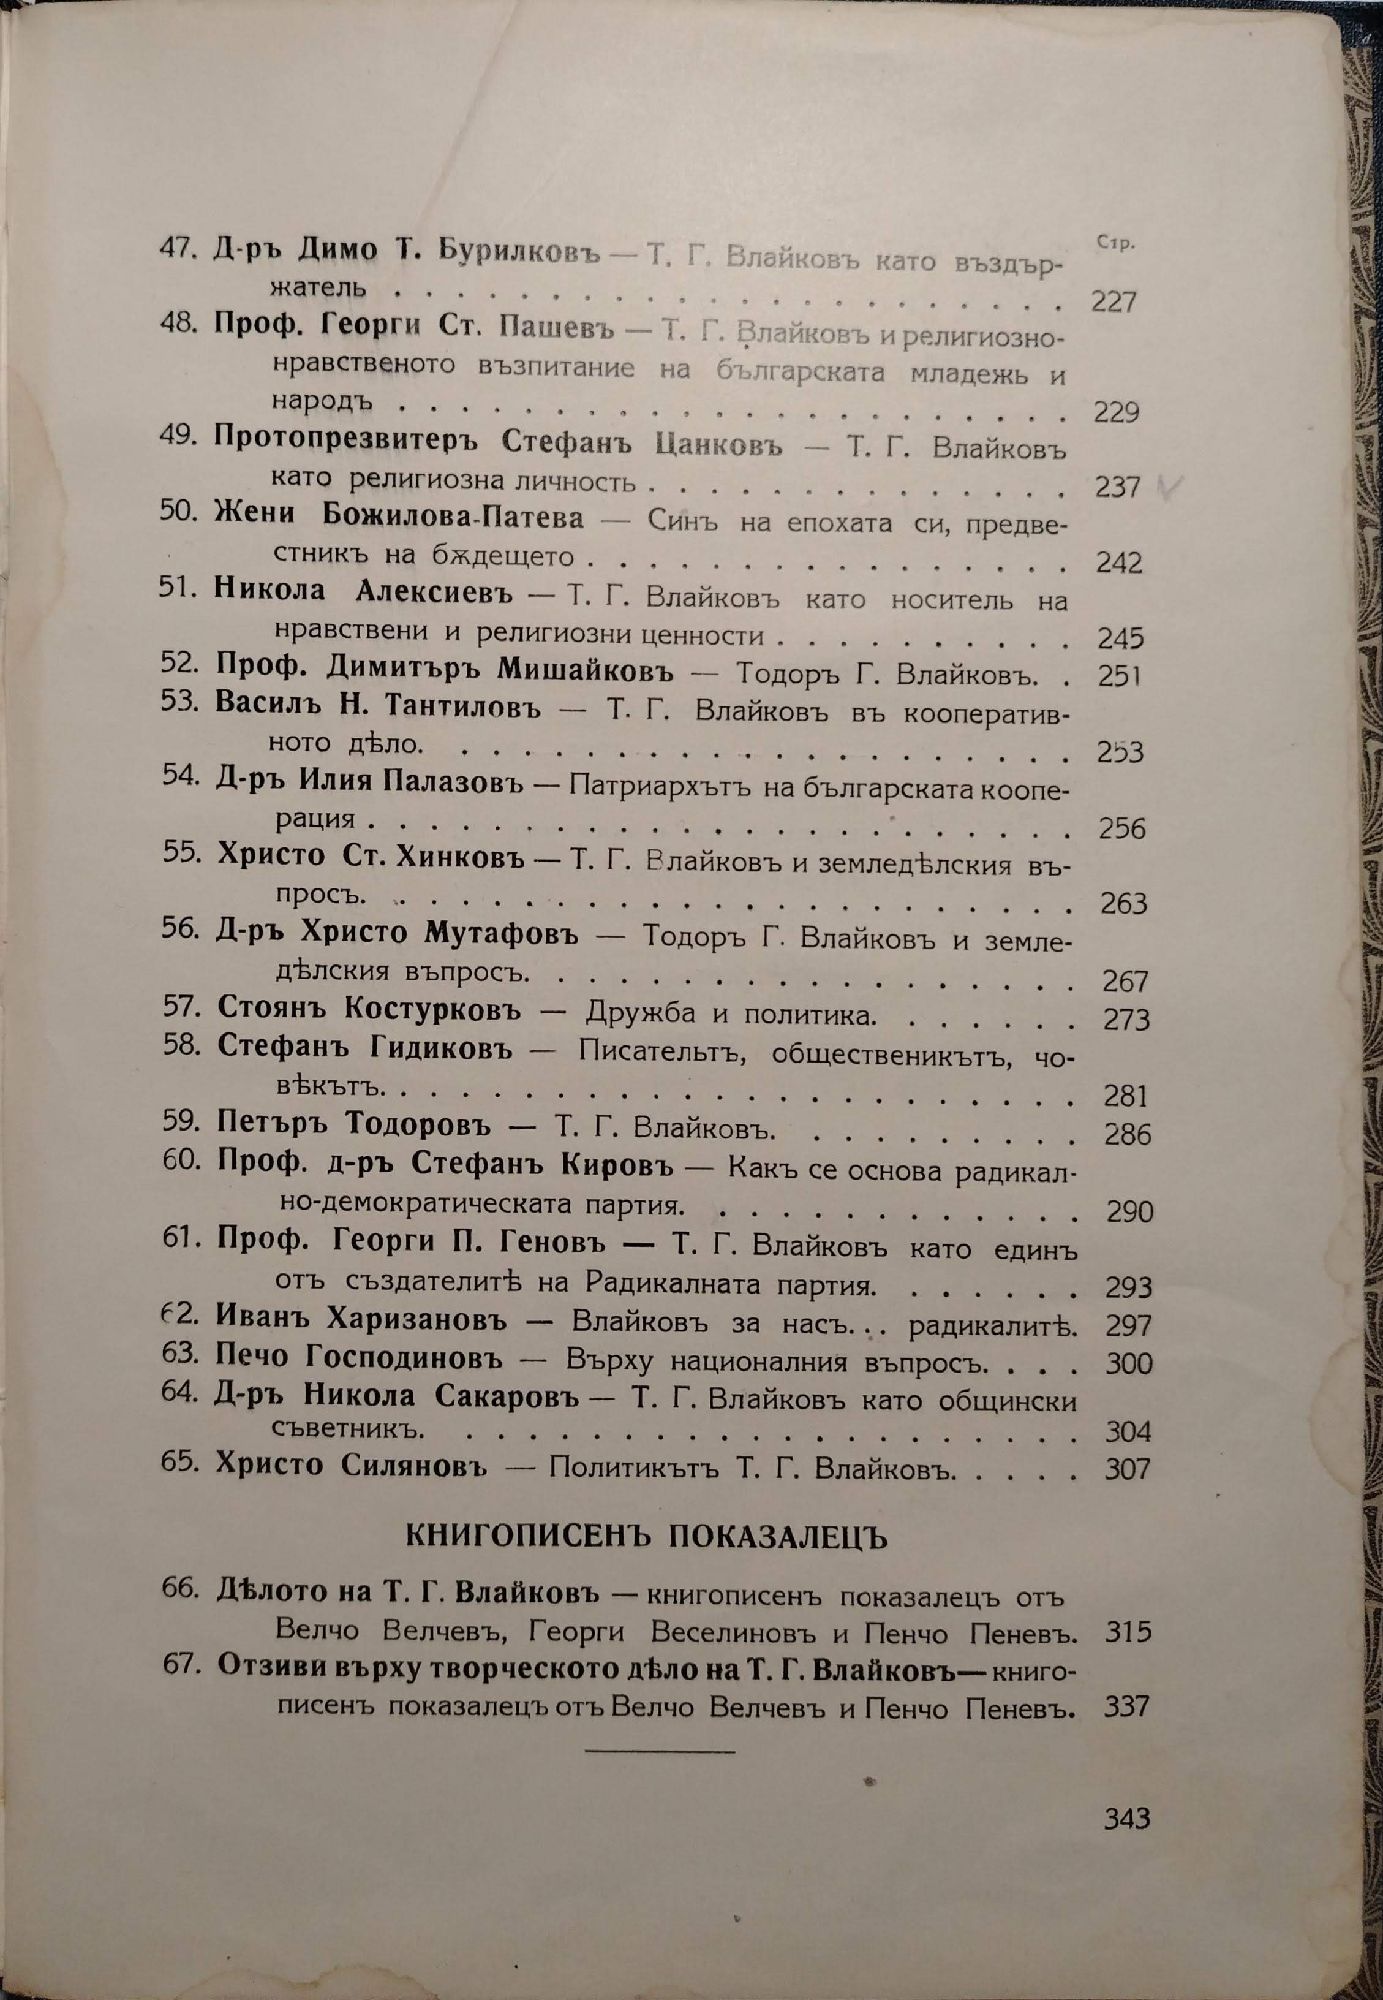 Стр.
47. Д-ръ Димо Т. Бурилковъ — Т. Г. Влайковъ като въздър-
жатель . . . . . . . . . . . . . . . . . . . . . . 227
48. Проф. Георги Ст. Пашевъ — Т. Г. Влайковъ и религиозно-
нравственото възпитание на българската младежь и
народъ . . . . . . . . . . . . . . . . . . . . . . 229
49. Протопрезвитеръ Стефанъ Цанковъ — Т. Г. Влайковъ
като религиозна личность . . . . . . . . . . . . . . 237
50. Жени Божилова-Патева — Синъ на епохата си, предве-
стникъ на бѫдещето . . . . . . . . . . . . . . . . 242
51. Никола Алексиевъ — Т. Г. Влайковъ като носитель на
нравствени и религиозни ценности . . . . . . . . . . 245
52. Проф. Димитъръ Мишайковъ — Тодоръ Г. Влайковъ. . 251
53. Василъ Н. Тантиловъ — Т. Г. Влайковъ въ кооператив-
ното дѣло. . . . . . . . . . . . . . . . . . . . . 253
54. Д-ръ Илия Палазовъ — Патриархътъ на българската коопе-
рация . . . . . . . . . . . . . . . . . . . . . . . 256
55. Христо Ст. Хинковъ — Т. Г. Влайковъ и земледѣлския въ-
просъ. . . . . . . . . . . . . . . . . . . . . . . 263
56. Д-ръ Христо Мутафовъ — Тодоръ Г. Влайковъ и земле-
дѣлския въпросъ. . . . . . . . . . . . . . . . . . 267
57. Стоянъ Костурковъ — Дружба и политика. . . . . . . 273
58. Стефанъ Гидиковъ — Писательтъ, общественикътъ, чо-
вѣкътъ. . . . . . . . . . . . . . . . . . . . . . . 281
59. Петъръ Тодоровъ — Т. Г. Влайковъ. . . . . . . . . . 286
60. Проф. д-ръ Стефанъ Кировъ — Какъ се основа радикал-
но-демократическата партия. . . . . . . . . . . . . 290
61. Проф. Георги П. Геновъ — Т. Г. Влайковъ като единъ
отъ създателитѣ на Радикалната партия. . . . . . . 293
62. Иванъ Харизановъ — Влайковъ за насъ... радикалитѣ. 297
63. Печо Господиновъ — Върху националния въпросъ. . . . 300
64. Д-ръ Никола Сакаровъ — Т. Г. Влайковъ като общински
съветникъ. . . . . . . . . . . . . . . . . . . . . 304
65. Христо Силяновъ — Политикътъ Т. Г. Влайковъ. . . . . 307
КНИГОПИСЕНЪ ПОКАЗАЛЕЦЪ
66. Дѣлото на Т. Г. Влайковъ — книгописенъ показалецъ отъ
Велчо Велчевъ, Георги Веселиновъ и Пенчо Пеневъ. 315
67. Отзиви върху творческото дѣло на Т. Г. Влайковъ — книго-
писенъ показалецъ отъ Велчо Велчевъ и Пенчо Пеневъ. 337
343